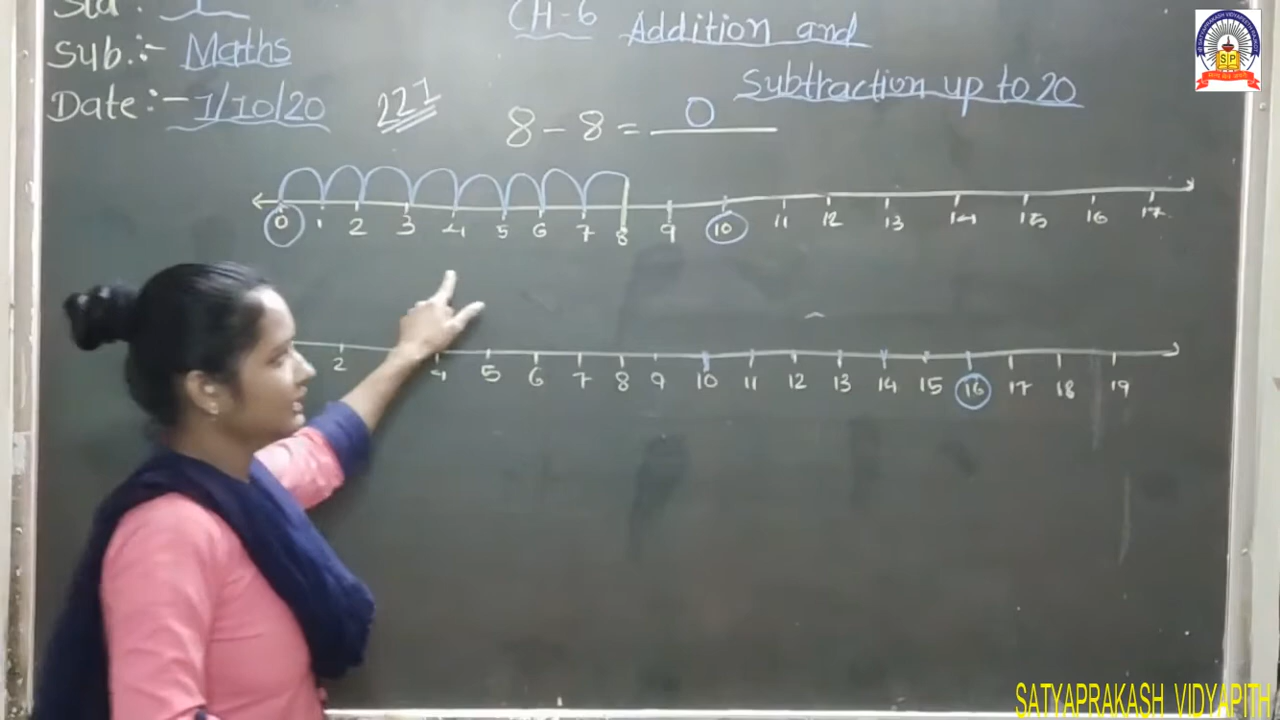 Std : I
CH-6 Addition and
Sub. :- Maths
Subtraction up to 20
Date :- 1/10/20
221
8 - 8 = 0
0 1 2 3 4 5 6 7 8 9 10 11 12 13 14 15 16 17
2 4 5 6 7 8 9 10 11 12 13 14 15 16 17 18 19
SP
SATYAPRAKASH VIDYAPITH